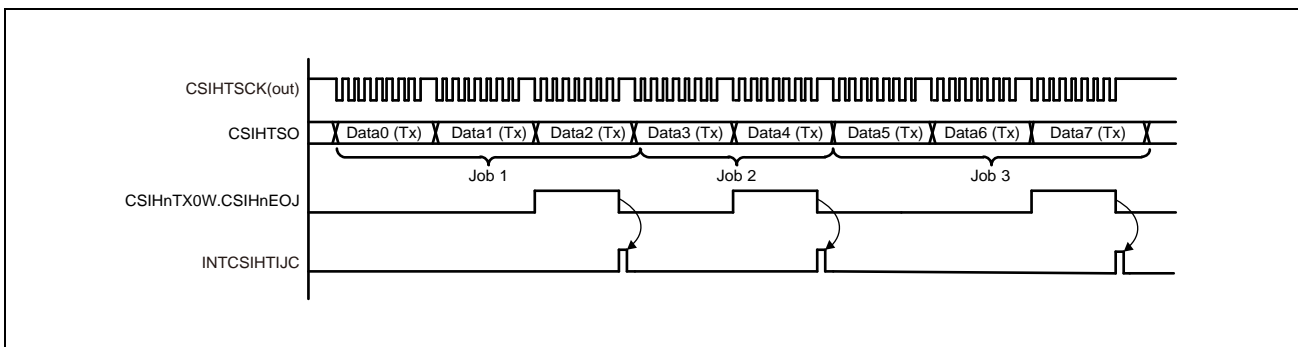 CSIHTSCK(out)
CSIHTSO
Data0 (Tx) Data1 (Tx) Data2 (Tx) Data3 (Tx) Data4 (Tx) Data5 (Tx) Data6 (Tx) Data7 (Tx)
Job 1 Job 2 Job 3
CSIHnTX0W.CSIHnEOJ
INTCSIHTIJC